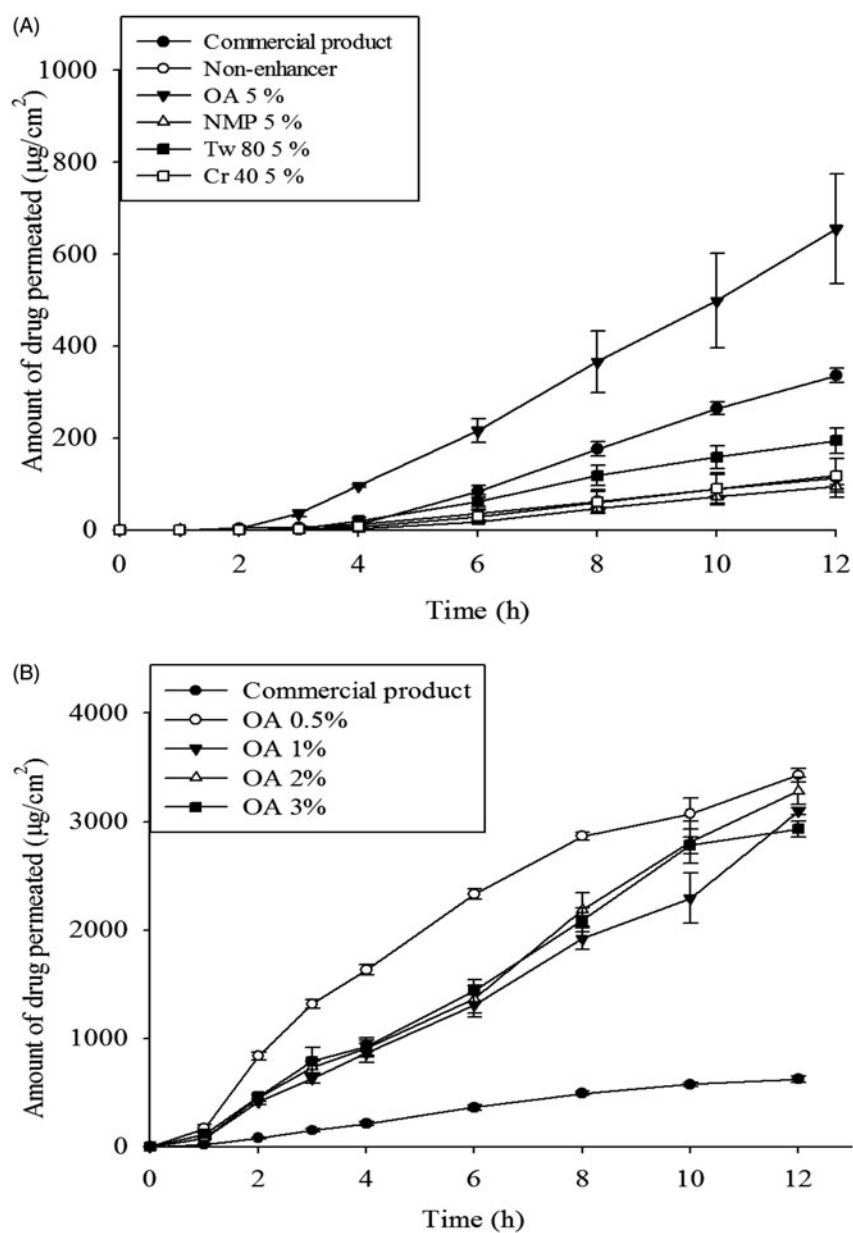 (A)
Commercial product
Non-enhancer
OA 5 %
NMP 5 %
Tw 80 5 %
Cr 40 5 %
1000
800
600
400
200
0
Amount of drug permeated (µg/cm²)
0 2 4 6 8 10 12
Time (h)
(B)
Commercial product
OA 0.5%
OA 1%
OA 2%
OA 3%
4000
3000
2000
1000
0
Amount of drug permeated (µg/cm²)
0 2 4 6 8 10 12
Time (h)